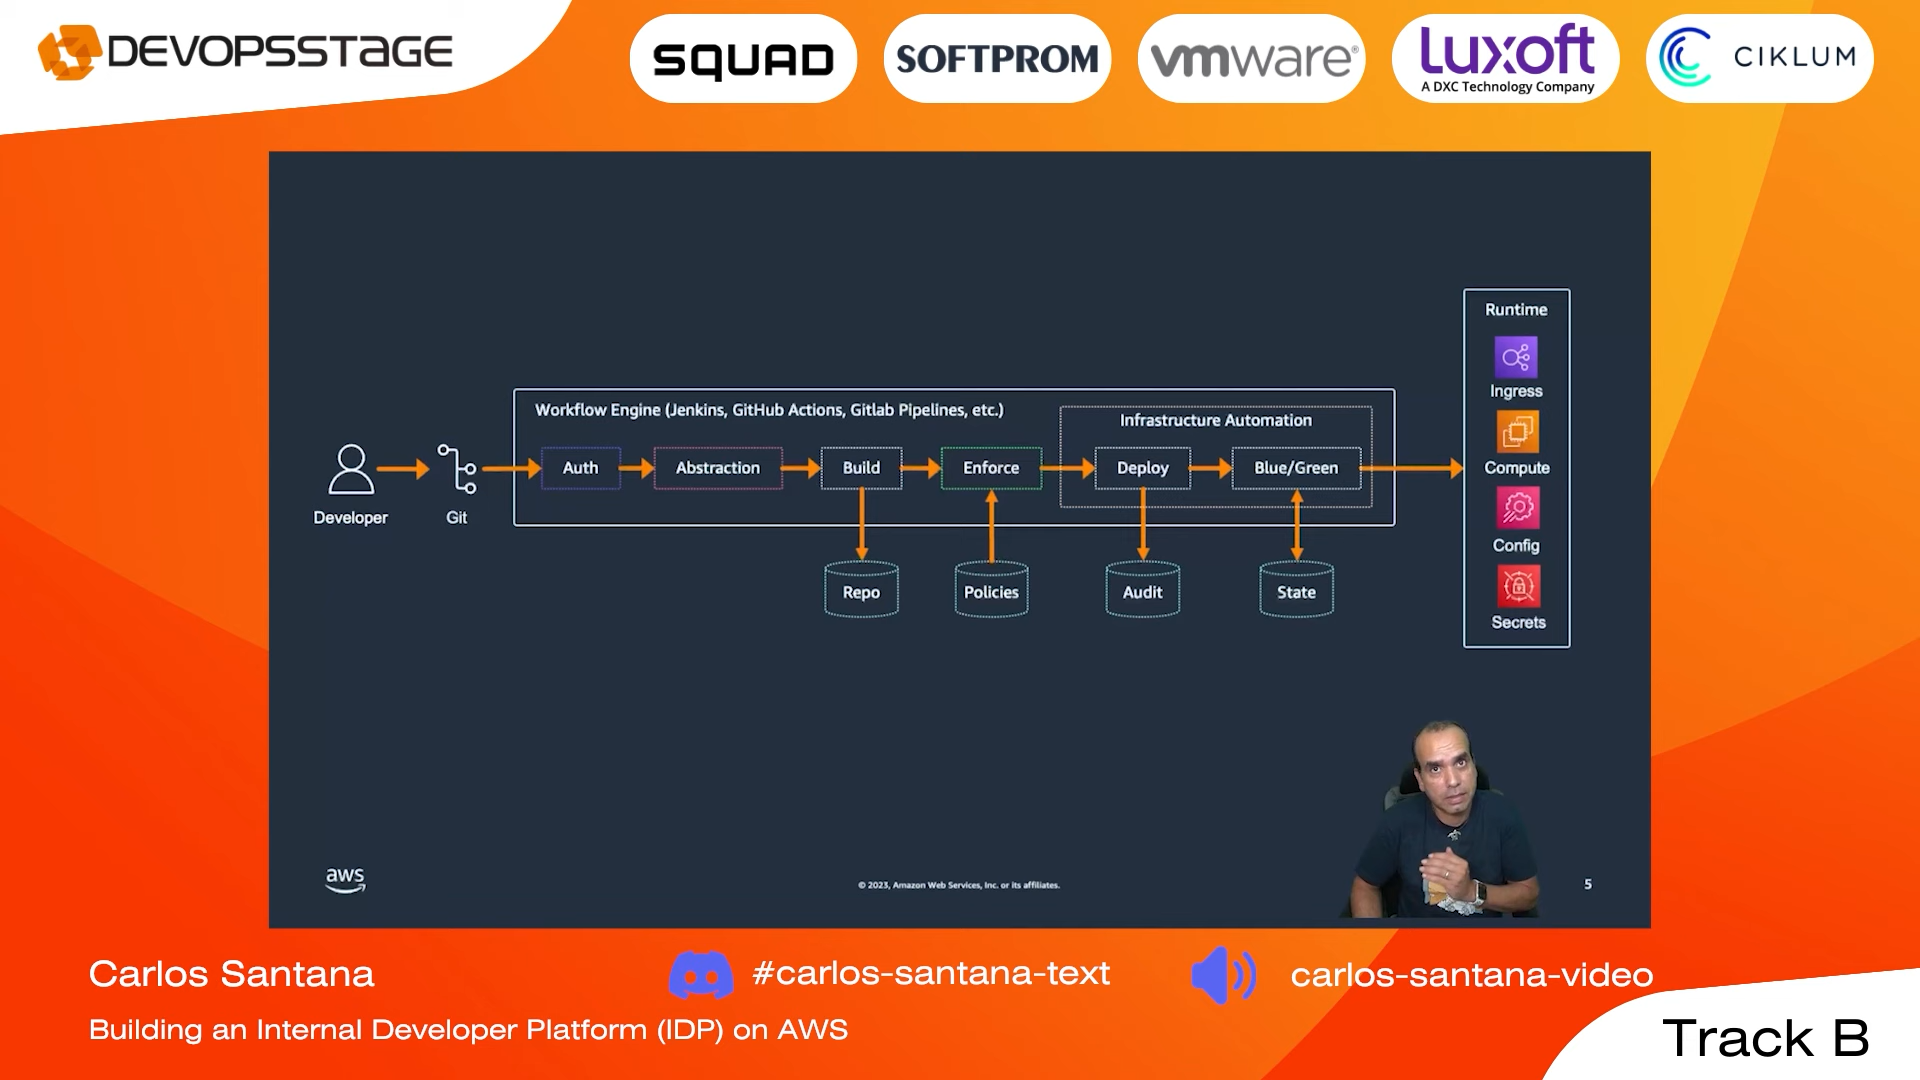 DEVOPSSTAGE
SQUAD
SOFTPROM
vmware®
Luxoft
A DXC Technology Company
CIKLUM
Runtime
Ingress
Compute
Config
Secrets
Workflow Engine (Jenkins, GitHub Actions, Gitlab Pipelines, etc.)
Infrastructure Automation
Auth
Abstraction
Build
Enforce
Deploy
Blue/Green
Developer
Git
Repo
Policies
Audit
State
aws
© 2023, Amazon Web Services, Inc. or its affiliates.
5
Carlos Santana
#carlos-santana-text
carlos-santana-video
Building an Internal Developer Platform (IDP) on AWS
Track B